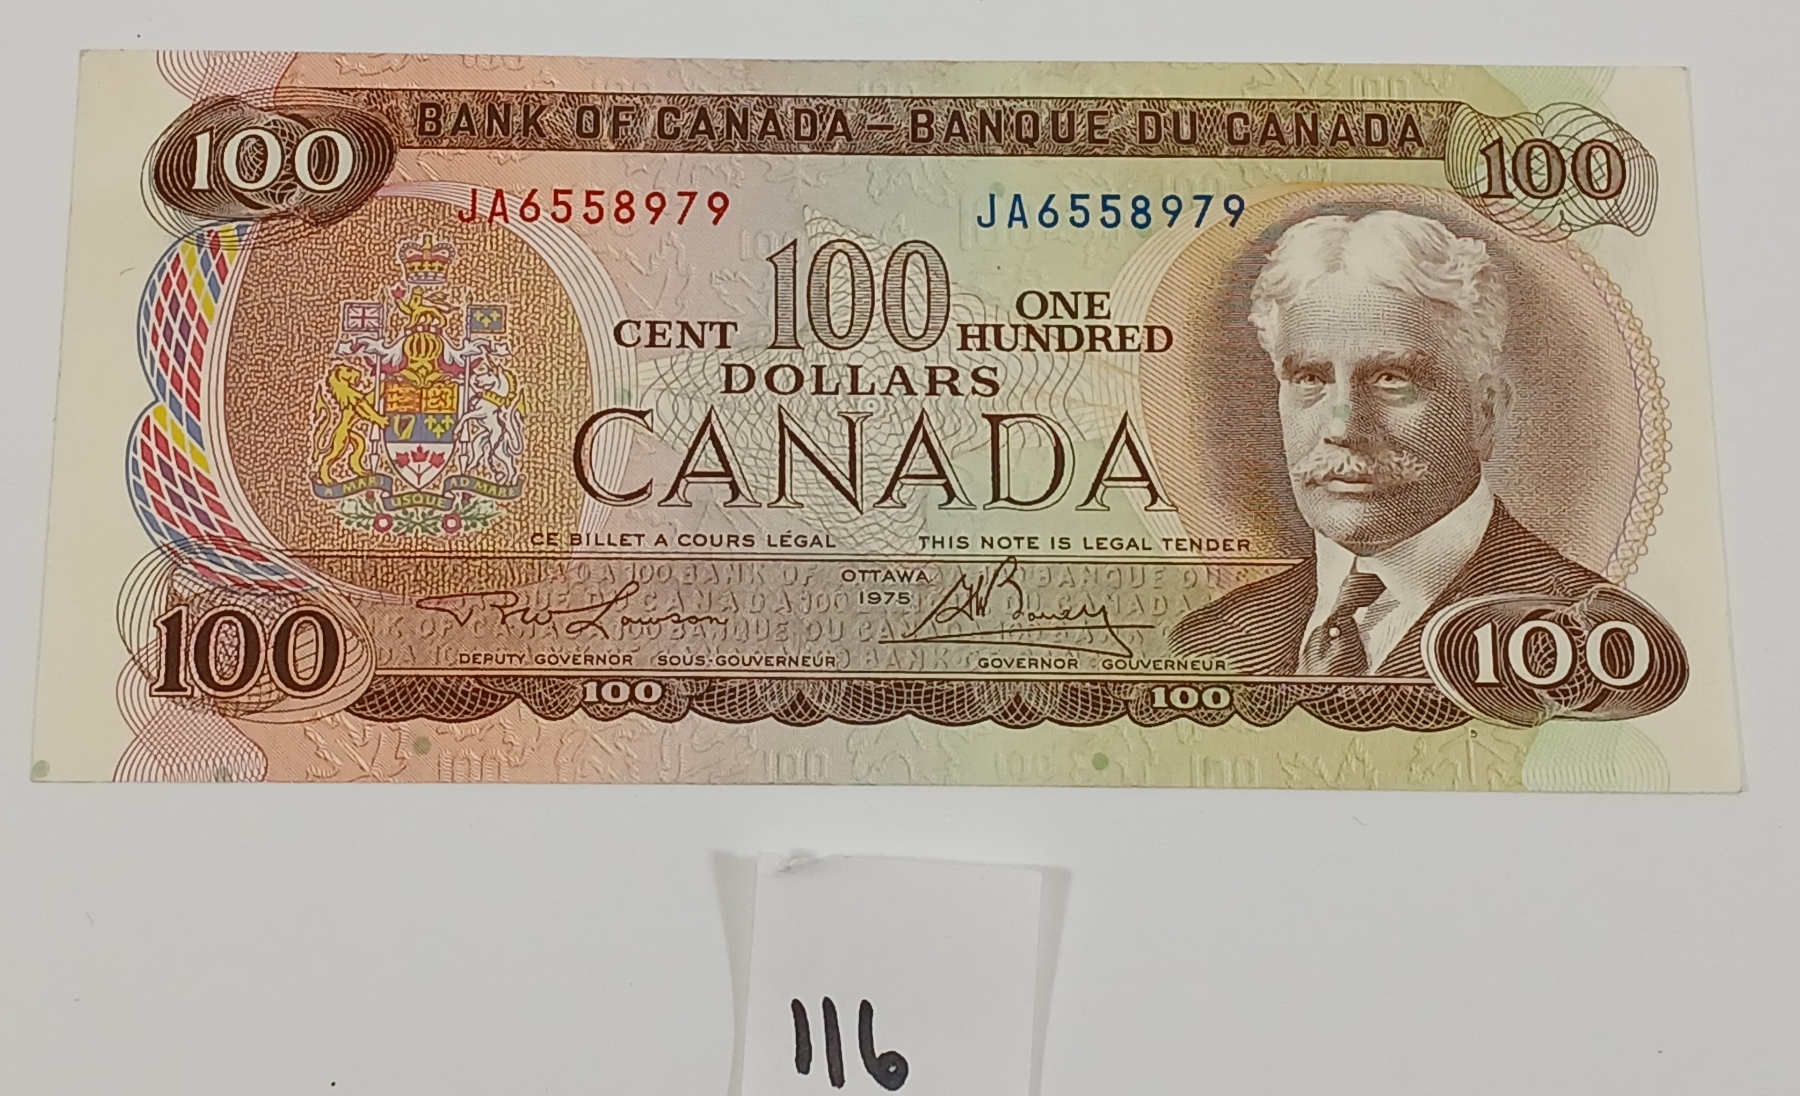 BANK OF CANADA – BANQUE DU CANADA
100
100
JA6558979
JA6558979
CENT 100 ONE HUNDRED
DOLLARS
CANADA
A MARI USQUE AD MARE
CE BILLET A COURS LÉGAL
THIS NOTE IS LEGAL TENDER
OTTAWA
1975
R W Lawson
G K Bouey
DEPUTY GOVERNOR SOUS-GOUVERNEUR
GOVERNOR GOUVERNEUR
100
100
100
100
116